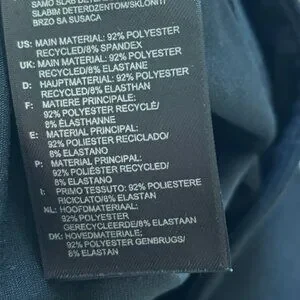 SAMO SLAB DETERDŽENT/
SLABIM DETERDZENTOM/SKLONITI
BRZO SA SUSACA
US: MAIN MATERIAL: 92% POLYESTER
RECYCLED/8% SPANDEX
UK: MAIN MATERIAL: 92% POLYESTER
RECYCLED/8% ELASTANE
D: HAUPTMATERIAL: 92% POLYESTER
RECYCLED/8% ELASTHAN
F: MATIERE PRINCIPALE:
92% POLYESTER RECYCLÉ/
8% ÉLASTHANNE
E: MATERIAL PRINCIPAL:
92% POLIÉSTER RECICLADO/
8% ELASTANO
P: MATERIAL PRINCIPAL:
92% POLIÉSTER RECYCLED/
8% ELASTANO
I: PRIMO TESSUTO: 92% POLIESTERE
RICICLATO/8% ELASTAN
NL: HOOFDMATERIAAL:
92% POLYESTER
GERECYCLEERDE/8% ELASTAAN
DK: HOVEDMATERIALE:
92% POLYESTER GENBRUGS/
8% ELASTAN